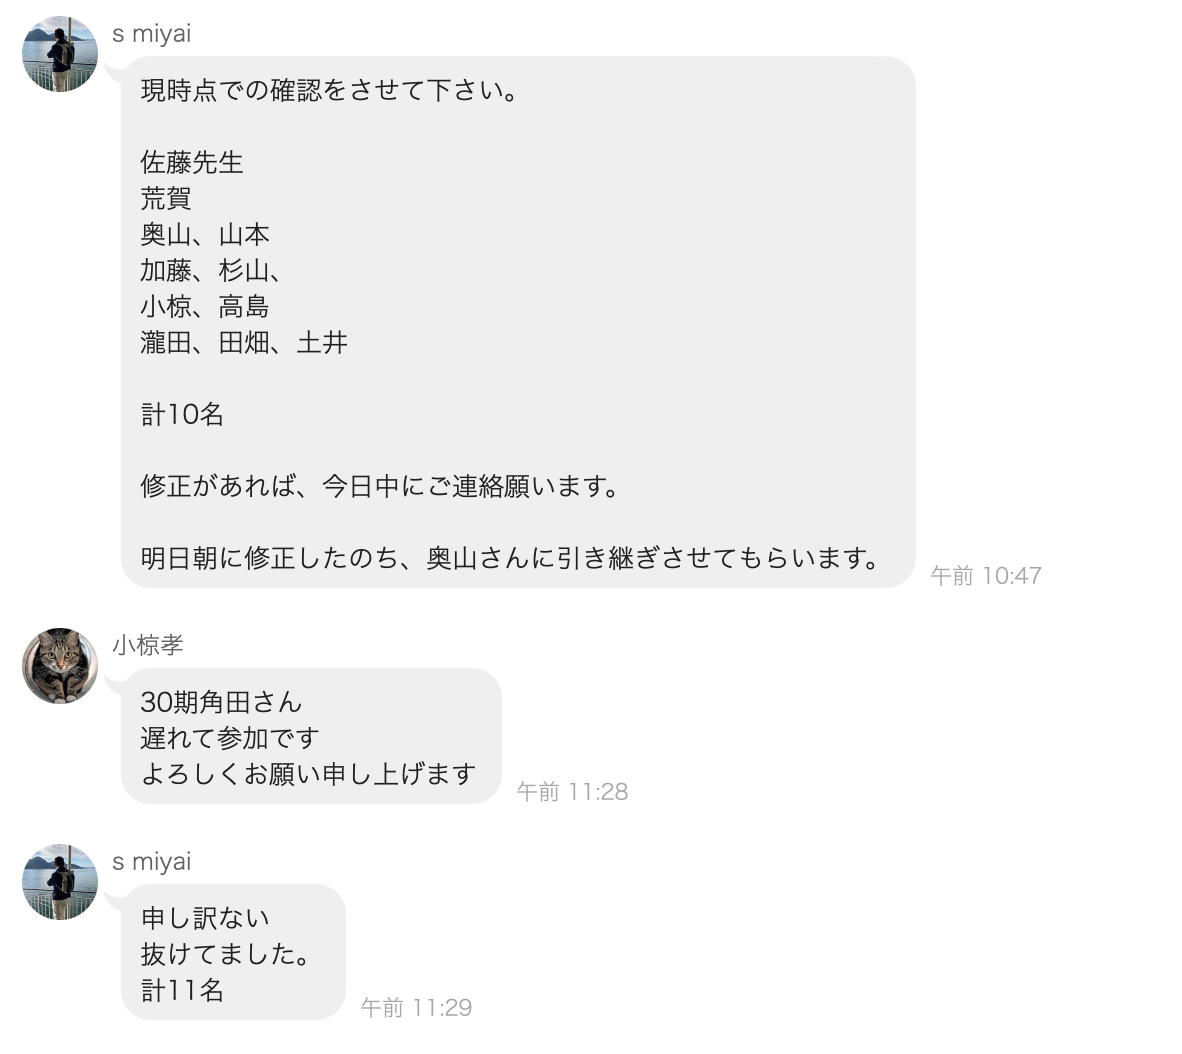 s miyai
現時点での確認をさせて下さい。
佐藤先生
荒賀
奥山、山本
加藤、杉山、
小椋、高島
瀧田、田畑、土井
計10名
修正があれば、今日中にご連絡願います。
明日朝に修正したのち、奥山さんに引き継ぎさせてもらいます。
午前 10:47
小椋孝
30期角田さん
遅れて参加です
よろしくお願い申し上げます
午前 11:28
s miyai
申し訳ない
抜けてました。
計11名
午前 11:29